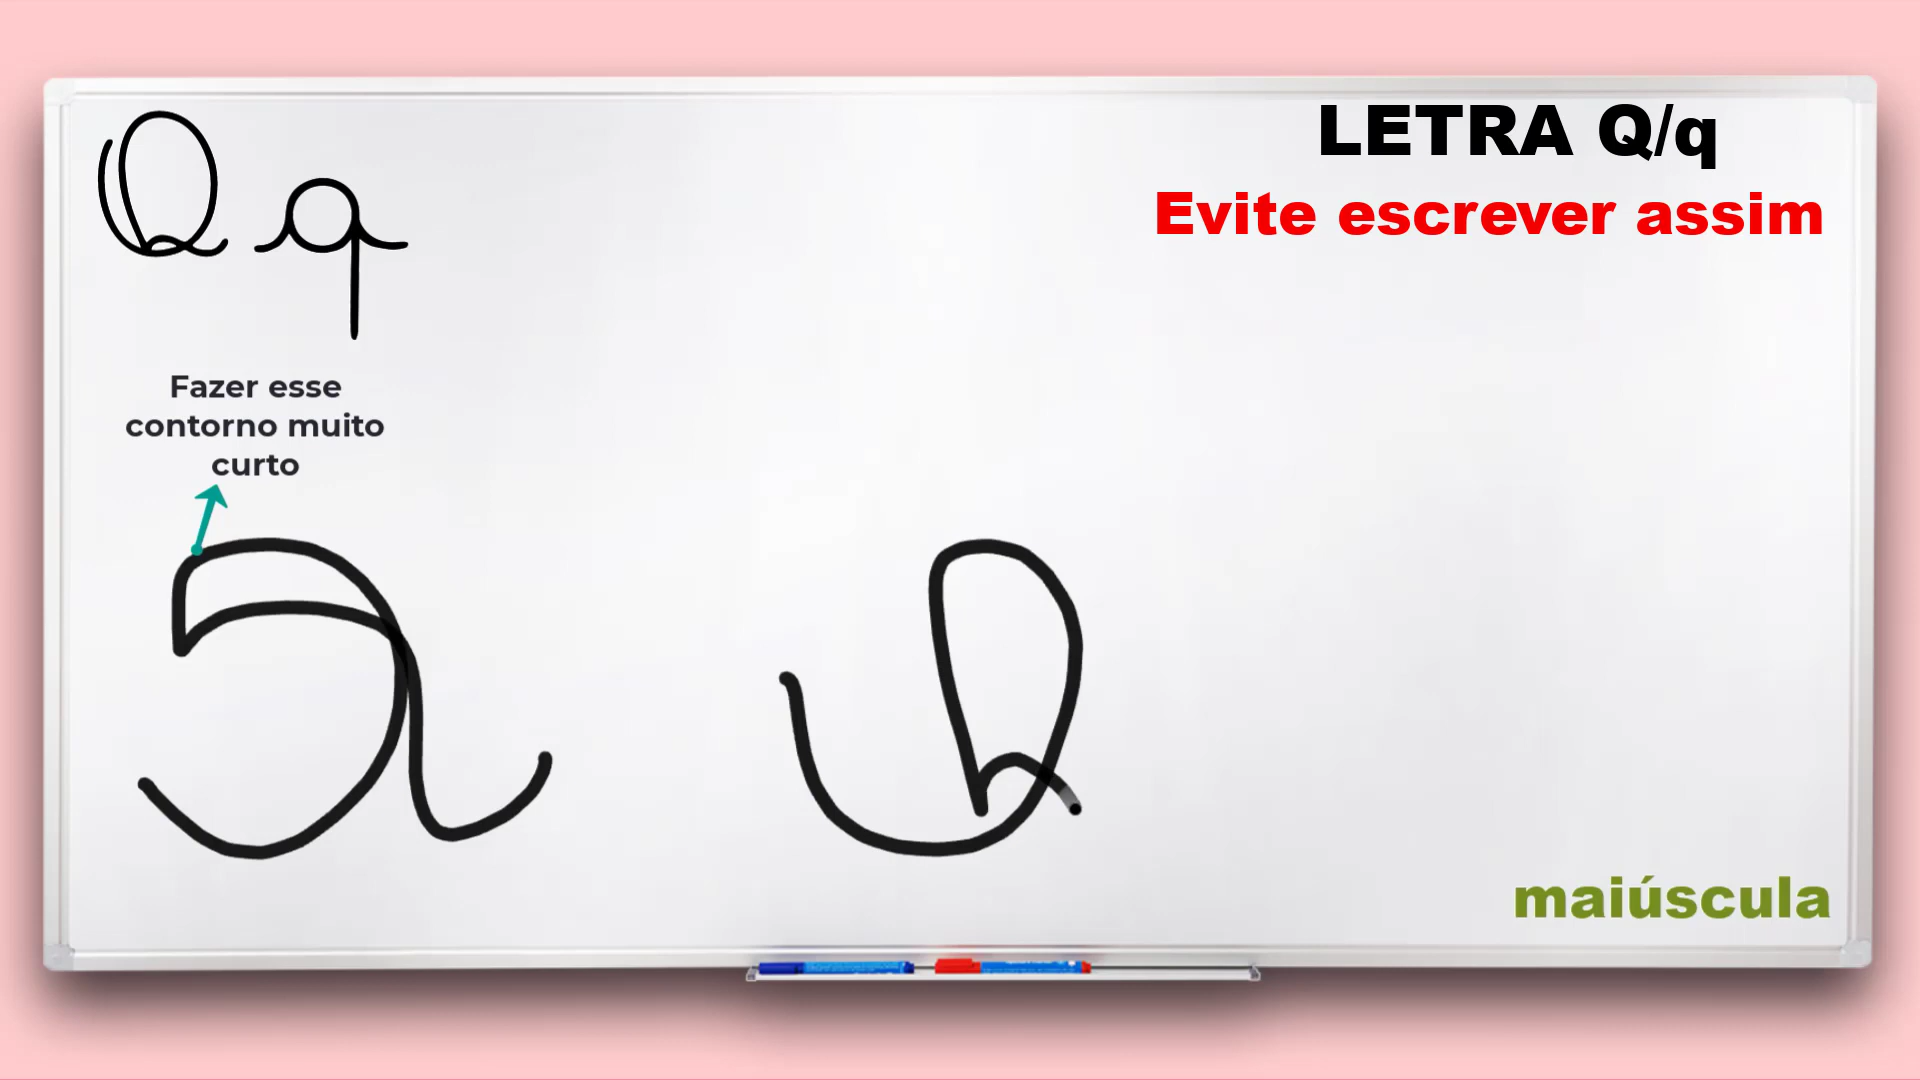 Q q
LETRA Q/q
Evite escrever assim
Fazer esse
contorno muito
curto
Q Q
maiúscula